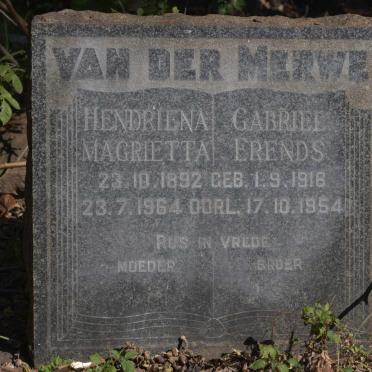 VAN DER MERWE
HENDRIENA GABRIEL
MAGRIETTA ERENDS
23.10.1892 GEB. 1.9.1916
23.7.1964 OORL. 17.10.1954
RUS IN VREDE
MOEDER BROER